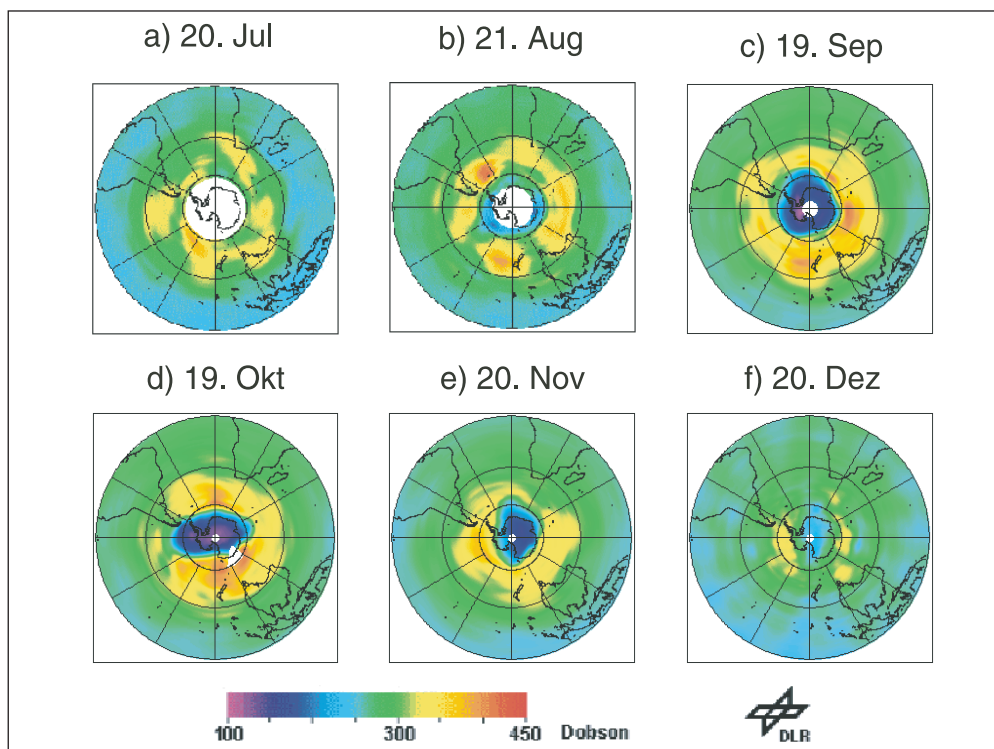 a) 20. Jul
b) 21. Aug
c) 19. Sep
d) 19. Okt
e) 20. Nov
f) 20. Dez
100 300 450 Dobson
DLR